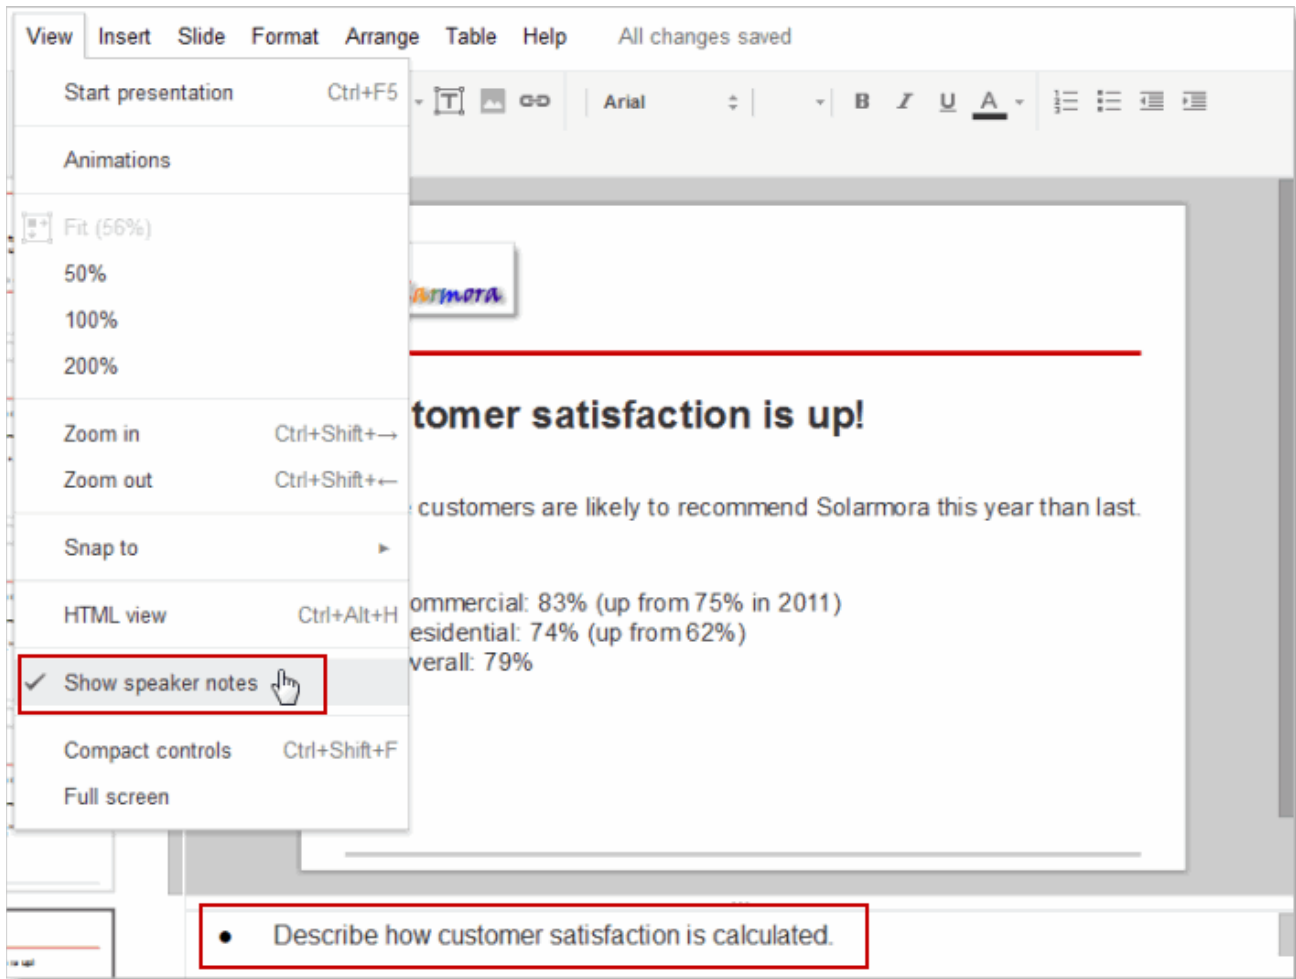 View Insert Slide Format Arrange Table Help All changes saved
Start presentation Ctrl+F5
Arial B I U A
Animations
Fit (56%)
50%
100%
200%
Zoom in Ctrl+Shift+→
Zoom out Ctrl+Shift+←
Snap to ►
HTML view Ctrl+Alt+H
Show speaker notes
Compact controls Ctrl+Shift+F
Full screen
armora
tomer satisfaction is up!
customers are likely to recommend Solarmora this year than last.
ommercial: 83% (up from 75% in 2011)
esidential: 74% (up from 62%)
verall: 79%
● Describe how customer satisfaction is calculated.